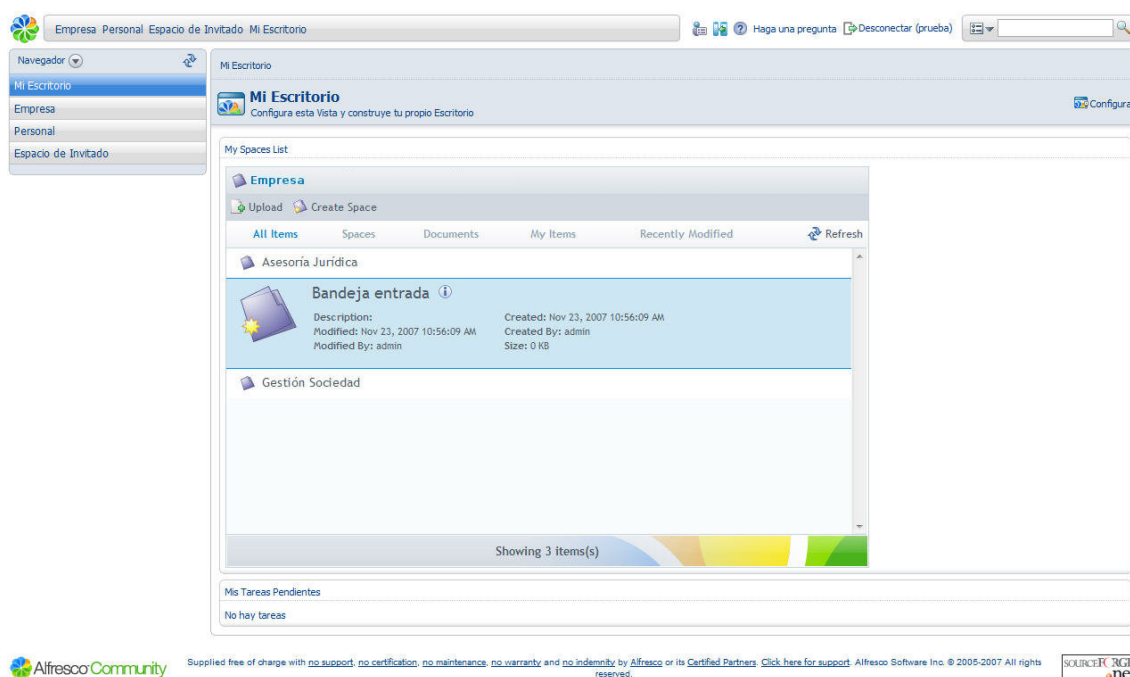 Empresa Personal Espacio de Invitado Mi Escritorio
Haga una pregunta Desconectar (prueba)
Navegador
Mi Escritorio
Empresa
Personal
Espacio de Invitado
Mi Escritorio
Mi Escritorio
Configura esta Vista y construye tu propio Escritorio
Configura
My Spaces List
Empresa
Upload Create Space
All Items Spaces Documents My Items Recently Modified Refresh
Asesoría Jurídica
Bandeja entrada
Description: Created: Nov 23, 2007 10:56:09 AM
Modified: Nov 23, 2007 10:56:09 AM Created By: admin
Modified By: admin Size: 0 KB
Gestión Sociedad
Showing 3 items(s)
Mis Tareas Pendientes
No hay tareas
Alfresco Community
Supplied free of charge with no support, no certification, no maintenance, no warranty and no indemnity by Alfresco or its Certified Partners. Click here for support. Alfresco Software Inc. © 2005-2007 All rights
reserved.